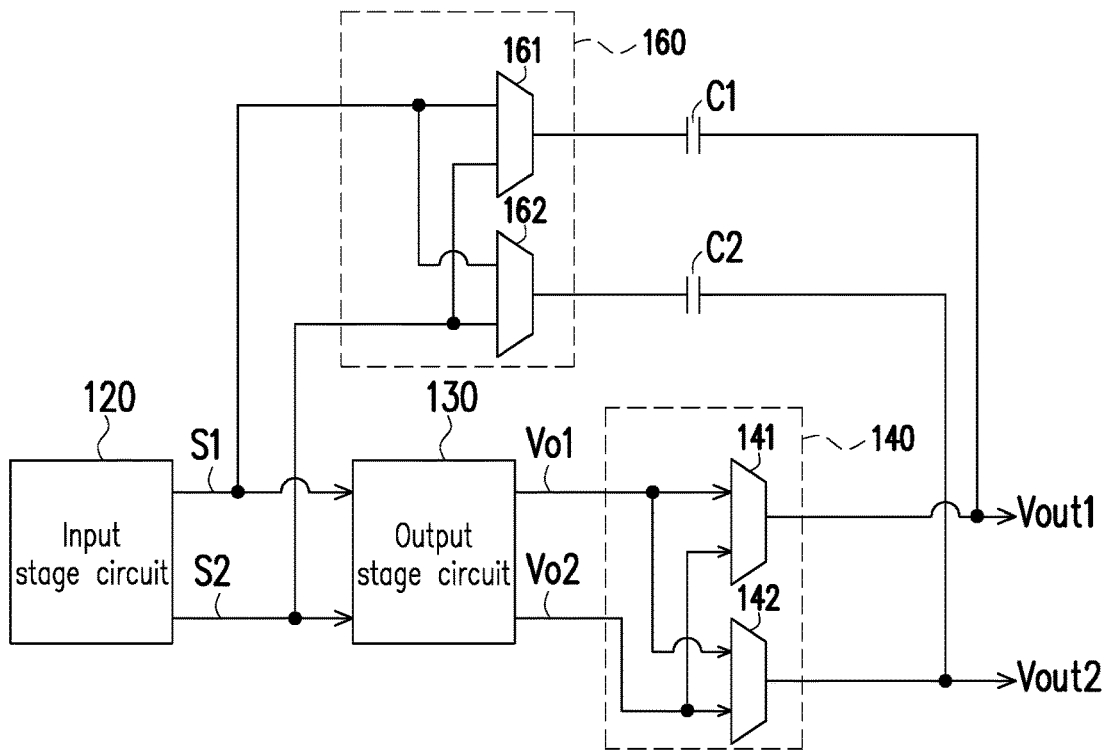 160
161
C1
162
C2
120
130
140
S1
Vo1
141
Input
stage circuit
Output
stage circuit
Vout1
S2
Vo2
142
Vout2